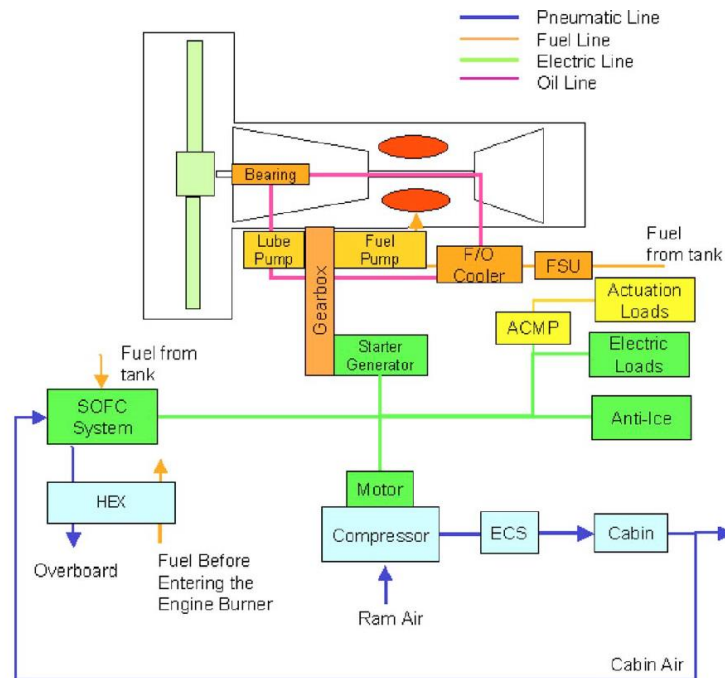 Pneumatic Line
Fuel Line
Electric Line
Oil Line
Bearing
Lube
Pump
Fuel
Pump
F/O
Cooler
FSU
Fuel
from tank
Gearbox
Actuation
Loads
ACMP
Starter
Generator
Electric
Loads
Fuel from
tank
SOFC
System
Anti-Ice
HEX
Motor
Compressor
ECS
Cabin
Overboard
Fuel Before
Entering the
Engine Burner
Ram Air
Cabin Air